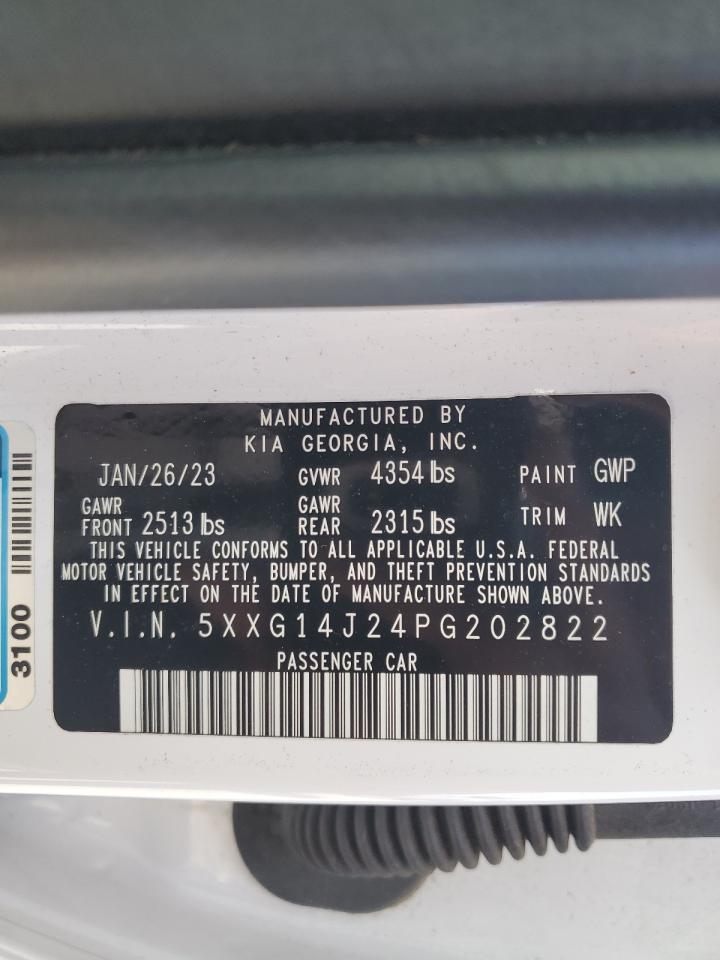 MANUFACTURED BY
KIA GEORGIA, INC.
JAN/26/23 GVWR 4354 lbs PAINT GWP
GAWR FRONT 2513 lbs GAWR REAR 2315 lbs TRIM WK
THIS VEHICLE CONFORMS TO ALL APPLICABLE U.S.A. FEDERAL
MOTOR VEHICLE SAFETY, BUMPER, AND THEFT PREVENTION STANDARDS
IN EFFECT ON THE DATE OF MANUFACTURE SHOWN ABOVE.
V.I.N. 5XXG14J24PG202822
PASSENGER CAR
3100